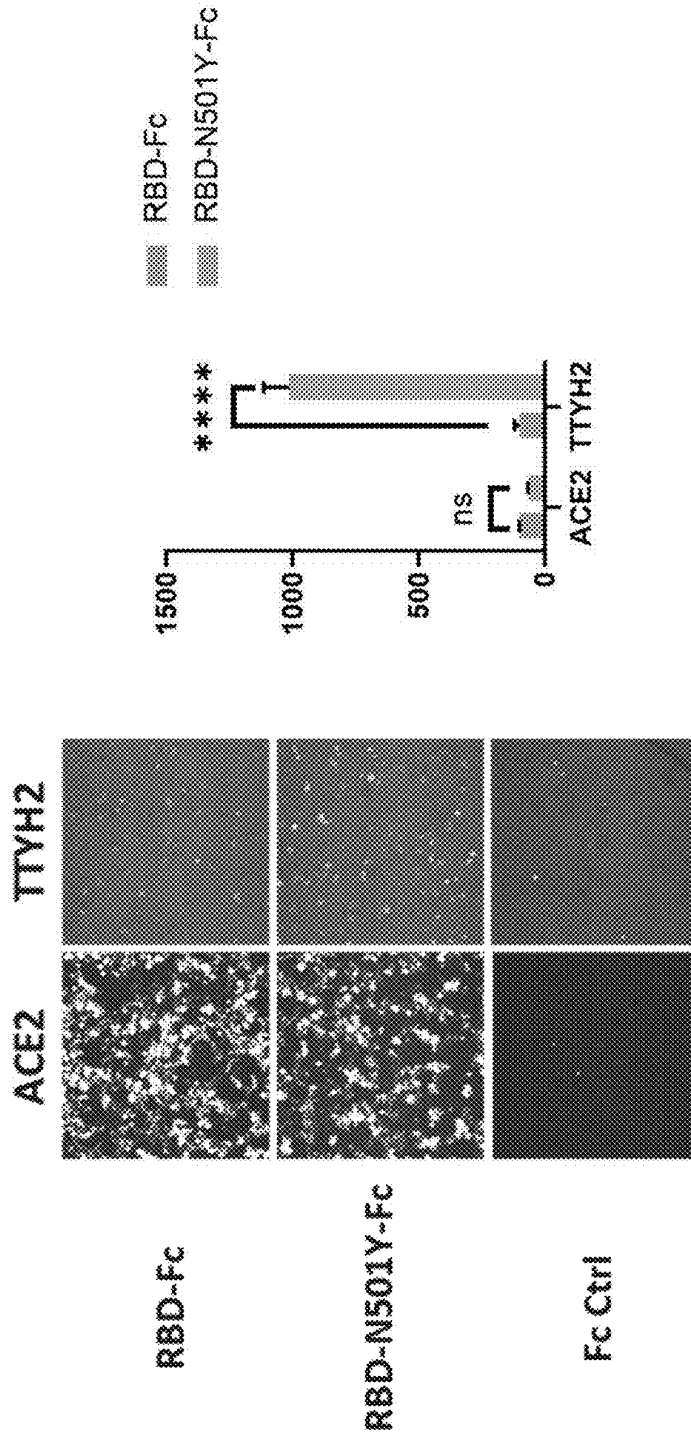 ACE2
TTYH2
RBD-Fc
RBD-N501Y-Fc
Fc Ctrl
1500
1000
500
0
ns
****
ACE2
TTYH2
RBD-Fc
RBD-N501Y-Fc